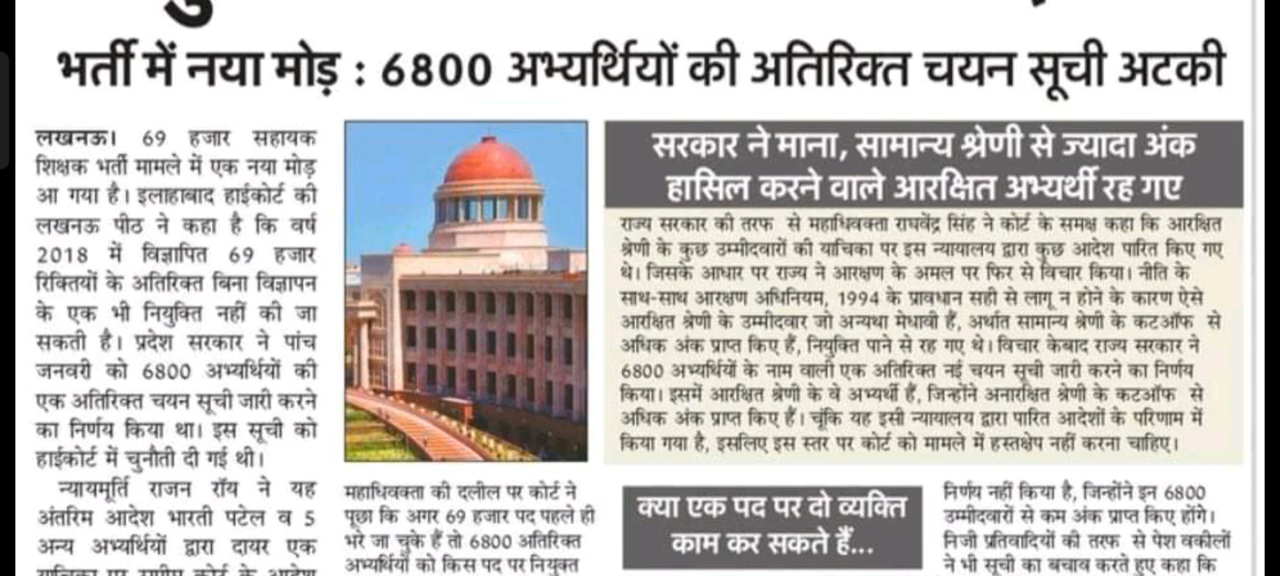 भर्ती में नया मोड़ : 6800 अभ्यर्थियों की अतिरिक्त चयन सूची अटकी
लखनऊ। 69 हजार सहायक
शिक्षक भर्ती मामले में एक नया मोड़
आ गया है। इलाहाबाद हाईकोर्ट की
लखनऊ पीठ ने कहा है कि वर्ष
2018 में विज्ञापित 69 हजार
रिक्तियों के अतिरिक्त बिना विज्ञापन
के एक भी नियुक्ति नहीं की जा
सकती है। प्रदेश सरकार ने पांच
जनवरी को 6800 अभ्यर्थियों की
एक अतिरिक्त चयन सूची जारी करने
का निर्णय किया था। इस सूची को
हाईकोर्ट में चुनौती दी गई थी।
न्यायमूर्ति राजन रॉय ने यह
अंतरिम आदेश भारती पटेल व 5
अन्य अभ्यर्थियों द्वारा दायर एक
महाधिवक्ता की दलील पर कोर्ट ने
पूछा कि अगर 69 हजार पद पहले ही
भरे जा चुके हैं तो 6800 अतिरिक्त
अभ्यर्थियों को किस पद पर नियुक्त
सरकार ने माना, सामान्य श्रेणी से ज्यादा अंक
हासिल करने वाले आरक्षित अभ्यर्थी रह गए
राज्य सरकार की तरफ से महाधिवक्ता राघवेंद्र सिंह ने कोर्ट के समक्ष कहा कि आरक्षित
श्रेणी के कुछ उम्मीदवारों की याचिका पर इस न्यायालय द्वारा कुछ आदेश पारित किए गए
थे। जिसके आधार पर राज्य ने आरक्षण के अमल पर फिर से विचार किया। नीति के
साथ-साथ आरक्षण अधिनियम, 1994 के प्रावधान सही से लागू न होने के कारण ऐसे
आरक्षित श्रेणी के उम्मीदवार जो अन्यथा मेधावी हैं, अर्थात सामान्य श्रेणी के कटऑफ से
अधिक अंक प्राप्त किए हैं, नियुक्ति पाने से रह गए थे। विचार केबाद राज्य सरकार ने
6800 अभ्यर्थियों के नाम वाली एक अतिरिक्त नई चयन सूची जारी करने का निर्णय
किया। इसमें आरक्षित श्रेणी के वे अभ्यर्थी हैं, जिन्होंने अनारक्षित श्रेणी के कटऑफ से
अधिक अंक प्राप्त किए हैं। चूंकि यह इसी न्यायालय द्वारा पारित आदेशों के परिणाम में
किया गया है, इसलिए इस स्तर पर कोर्ट को मामले में हस्तक्षेप नहीं करना चाहिए।
क्या एक पद पर दो व्यक्ति
काम कर सकते हैं...
निर्णय नहीं किया है, जिन्होंने इन 6800
उम्मीदवारों से कम अंक प्राप्त किए होंगे।
निजी प्रतिवादियों की तरफ से पेश वकीलों
ने भी सूची का बचाव करते हुए कहा कि